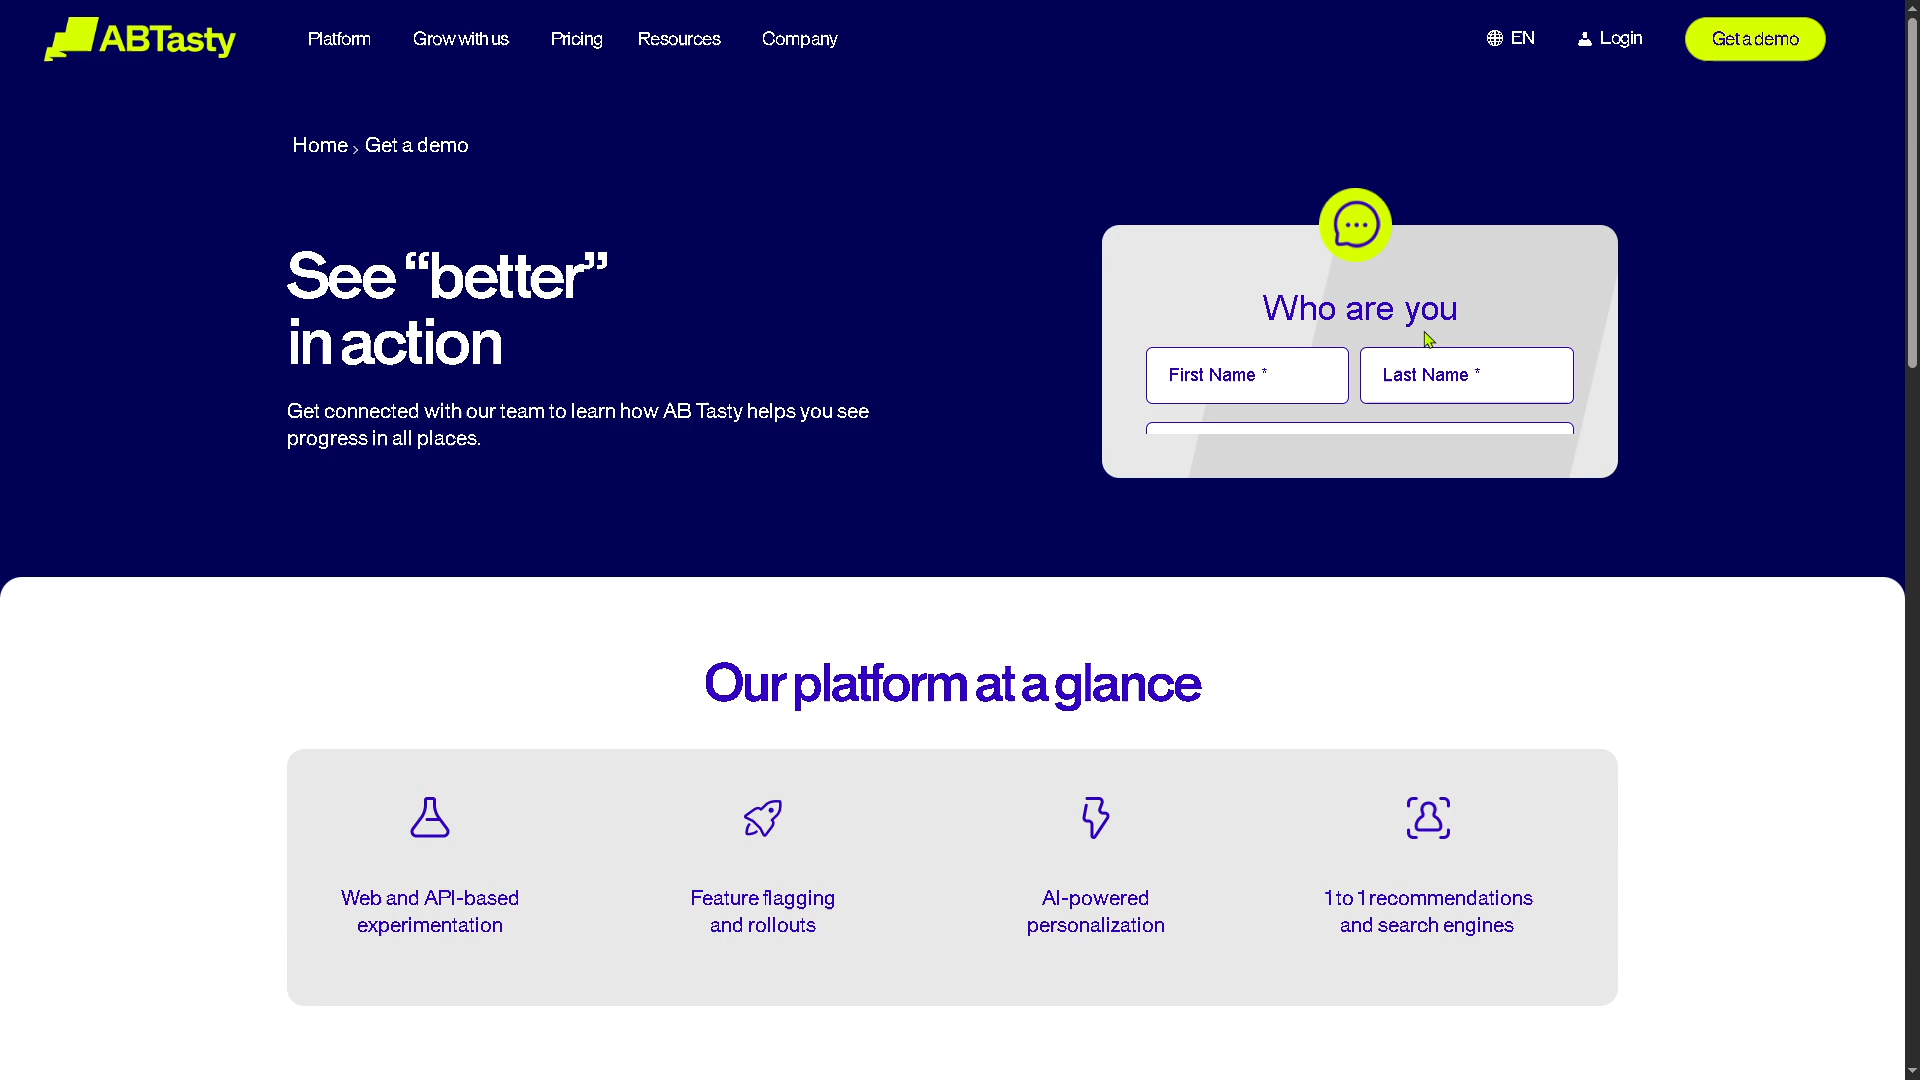 ABTasty
Platform
Grow with us
Pricing
Resources
Company
EN
Login
Get a demo
Home › Get a demo
See “better”
in action
Get connected with our team to learn how AB Tasty helps you see
progress in all places.
Who are you
First Name *
Last Name *
Our platform at a glance
Web and API-based
experimentation
Feature flagging
and rollouts
AI-powered
personalization
1 to 1 recommendations
and search engines